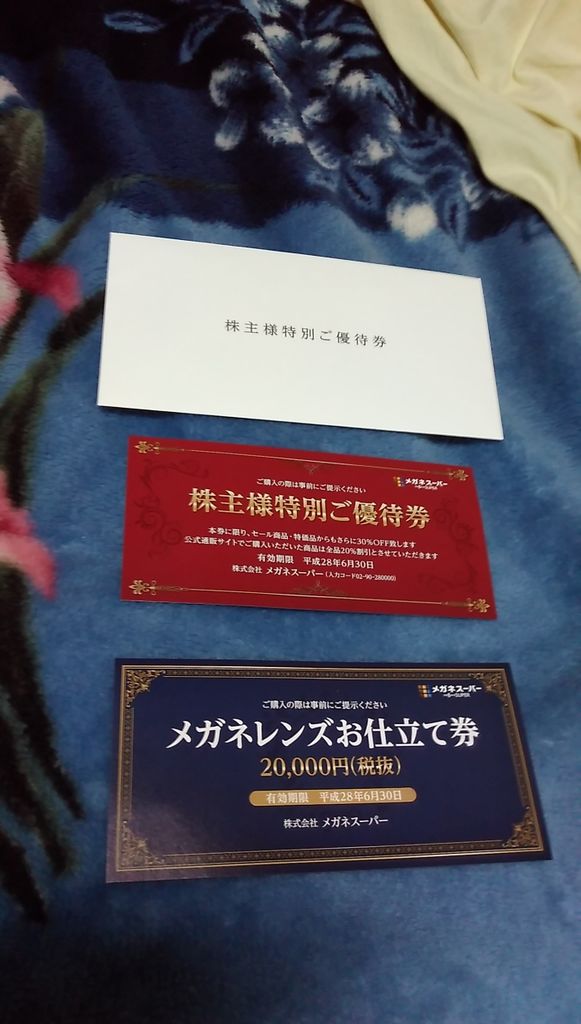 株主様特別ご優待券
ご購入の際は事前にご提示ください
メガネスーパー
株主様特別ご優待券
本券に限り、セール商品・特価品からもさらに30%OFF致します
公式通販サイトでご購入いただいた商品は全品20%割引とさせていただきます
有効期限 平成28年6月30日
株式会社 メガネスーパー(入力コード02-90-280000)
メガネスーパー
ご購入の際は事前にご提示ください
メガネレンズお仕立て券
20,000円(税抜)
有効期限 平成28年6月30日
株式会社 メガネスーパー